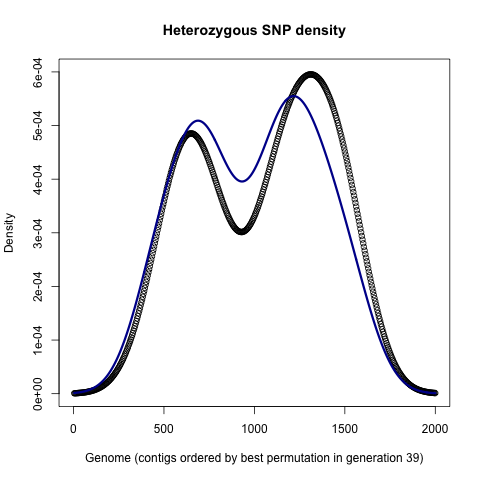 Heterozygous SNP density
6e-04
5e-04
4e-04
3e-04
2e-04
1e-04
0e+00
Density
0 500 1000 1500 2000
Genome (contigs ordered by best permutation in generation 39)